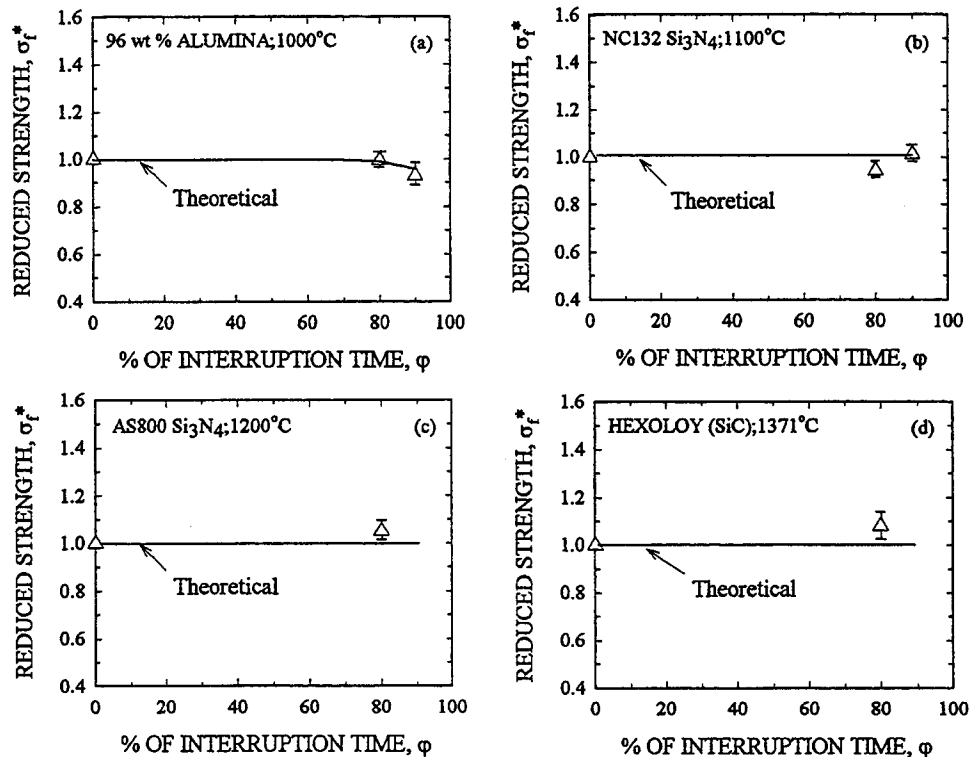 96 wt % ALUMINA;1000°C
(a)
REDUCED STRENGTH, σf*
1.6
1.4
1.2
1.0
0.8
0.6
0.4
Theoretical
0
20
40
60
80
100
% OF INTERRUPTION TIME, φ
NC132 Si3N4;1100°C
(b)
REDUCED STRENGTH, σf*
1.6
1.4
1.2
1.0
0.8
0.6
0.4
Theoretical
0
20
40
60
80
100
% OF INTERRUPTION TIME, φ
AS800 Si3N4;1200°C
(c)
REDUCED STRENGTH, σf*
1.6
1.4
1.2
1.0
0.8
0.6
0.4
Theoretical
0
20
40
60
80
100
% OF INTERRUPTION TIME, φ
HEXOLOY (SiC);1371°C
(d)
REDUCED STRENGTH, σf*
1.6
1.4
1.2
1.0
0.8
0.6
0.4
Theoretical
0
20
40
60
80
100
% OF INTERRUPTION TIME, φ